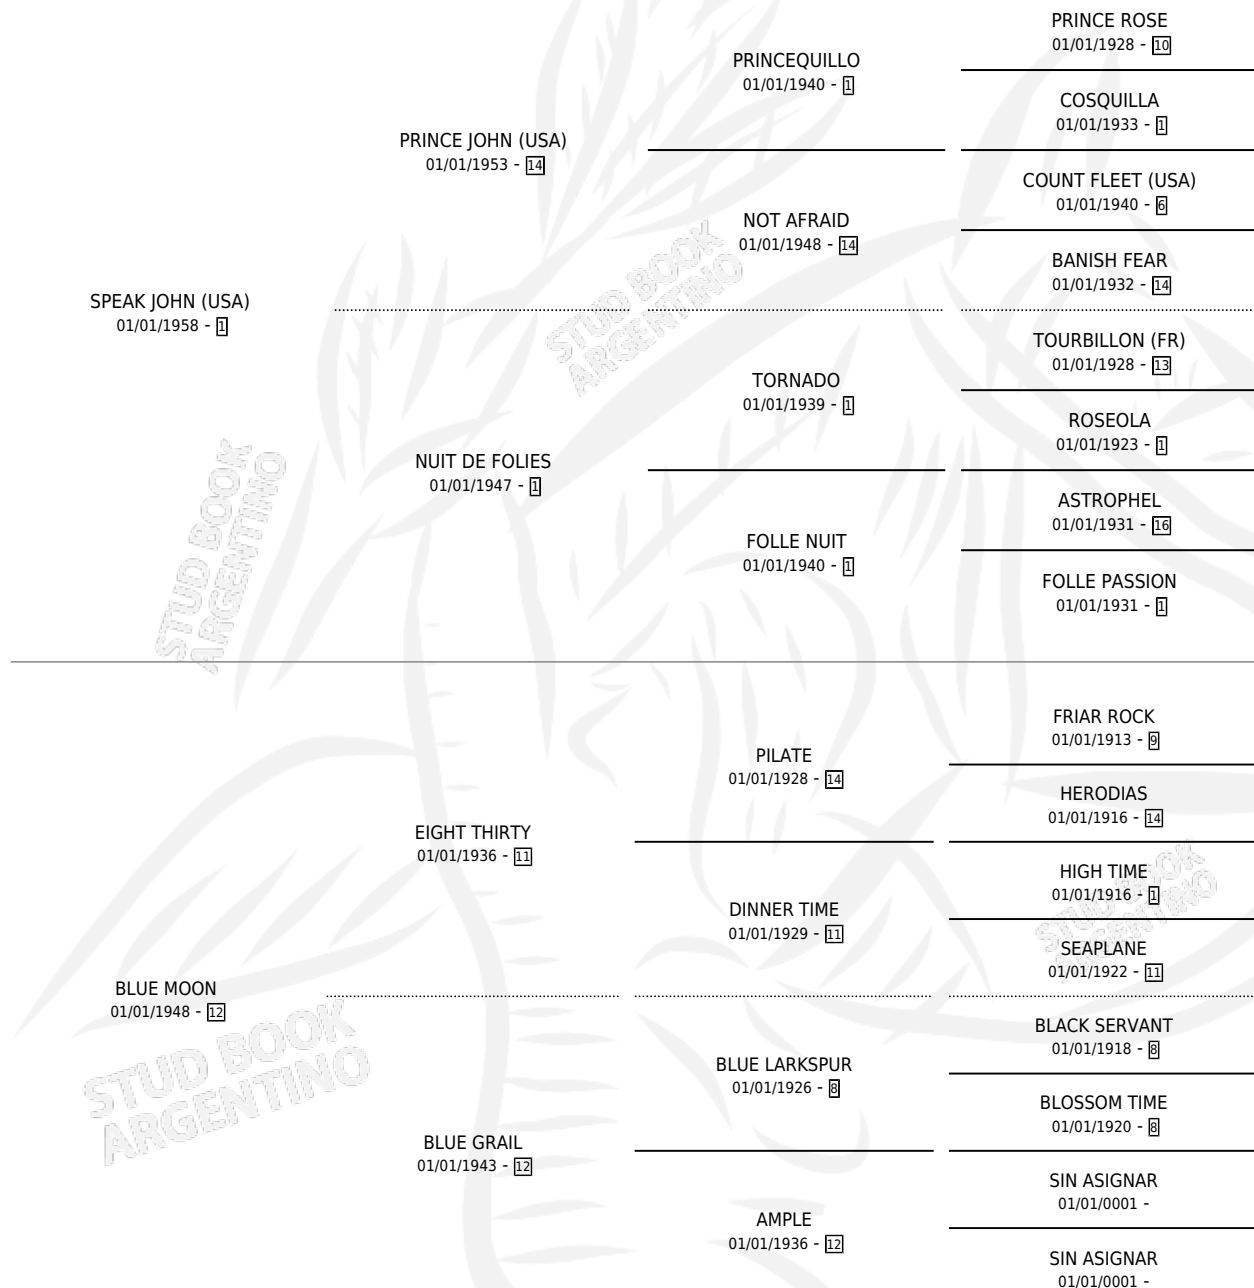 PRINCE ROSE
01/01/1928 - 10
PRINCEQUILLO
01/01/1940 - 1
COSQUILLA
01/01/1933 - 1
PRINCE JOHN (USA)
01/01/1953 - 14
COUNT FLEET (USA)
01/01/1940 - 6
NOT AFRAID
01/01/1948 - 14
BANISH FEAR
01/01/1932 - 14
SPEAK JOHN (USA)
01/01/1958 - 1
STUD BOOK
ARGENTINO
TOURBILLON (FR)
01/01/1928 - 13
TORNADO
01/01/1939 - 1
ROSEOLA
01/01/1923 - 1
NUIT DE FOLIES
01/01/1947 - 1
ASTROPHEL
01/01/1931 - 16
FOLLE NUIT
01/01/1940 - 1
FOLLE PASSION
01/01/1931 - 1
STUD BOOK
ARGENTINO
FRIAR ROCK
01/01/1913 - 9
PILATE
01/01/1928 - 14
HERODIAS
01/01/1916 - 14
EIGHT THIRTY
01/01/1936 - 11
HIGH TIME
01/01/1916 - 1
DINNER TIME
01/01/1929 - 11
STUD BOOK
ARGENTINO
SEAPLANE
01/01/1922 - 11
BLUE MOON
01/01/1948 - 12
STUD BOOK
ARGENTINO
BLACK SERVANT
01/01/1918 - 8
BLUE LARKSPUR
01/01/1926 - 8
BLOSSOM TIME
01/01/1920 - 8
BLUE GRAIL
01/01/1943 - 12
SIN ASIGNAR
01/01/0001 -
AMPLE
01/01/1936 - 12
SIN ASIGNAR
01/01/0001 -